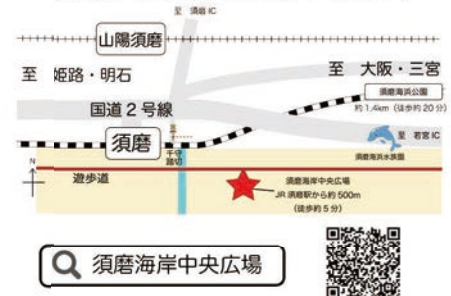 至 須磨IC
山陽須磨
至 姫路・明石
至 大阪・三宮
須磨海浜公園
約1.4km（徒歩約20分）
国道2号線
至 若宮IC
須磨
須磨海浜水族園
千守
踏切
N
遊歩道
須磨海岸中央広場
JR須磨駅から約500m
（徒歩約5分）
須磨海岸中央広場